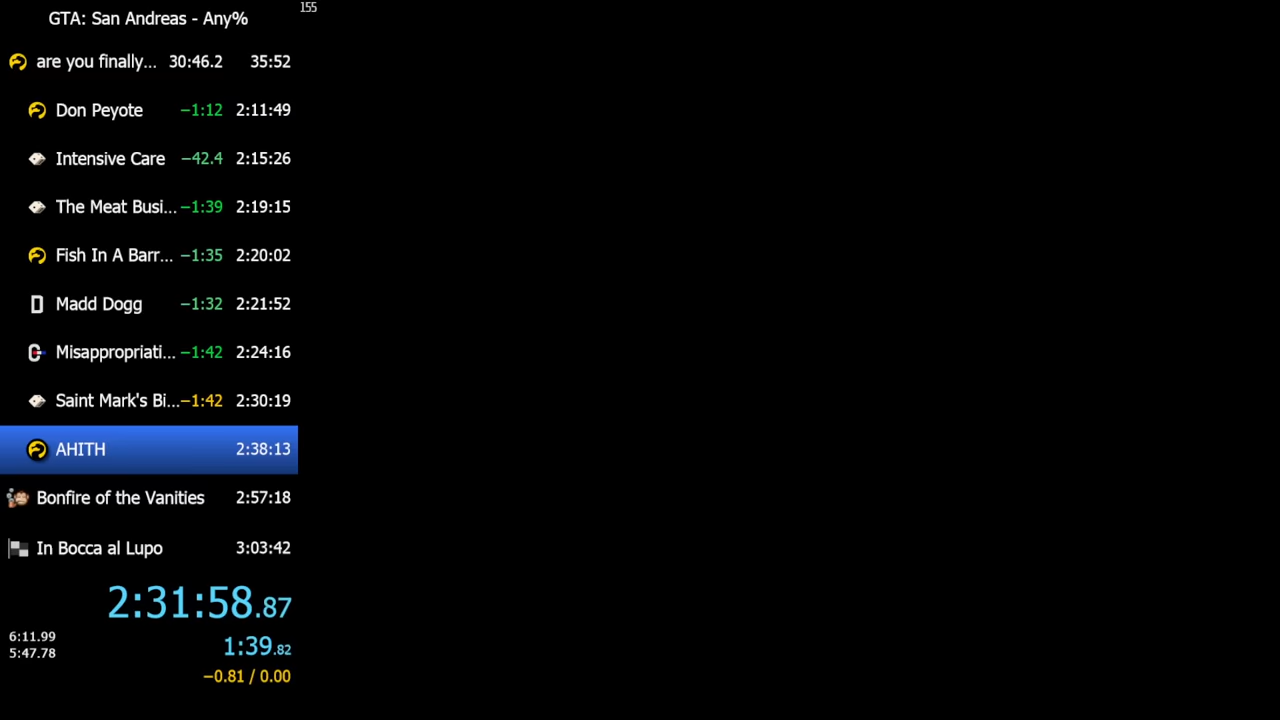 GTA: San Andreas - Any%
155
are you finally... 30:46.2 35:52
Don Peyote −1:12 2:11:49
Intensive Care −42.4 2:15:26
The Meat Busi... −1:39 2:19:15
Fish In A Barr... −1:35 2:20:02
Madd Dogg −1:32 2:21:52
Misappropriati... −1:42 2:24:16
Saint Mark's Bi... −1:42 2:30:19
AHITH 2:38:13
Bonfire of the Vanities 2:57:18
In Bocca al Lupo 3:03:42
2:31:58.87
6:11.99
5:47.78
1:39.82
−0.81 / 0.00